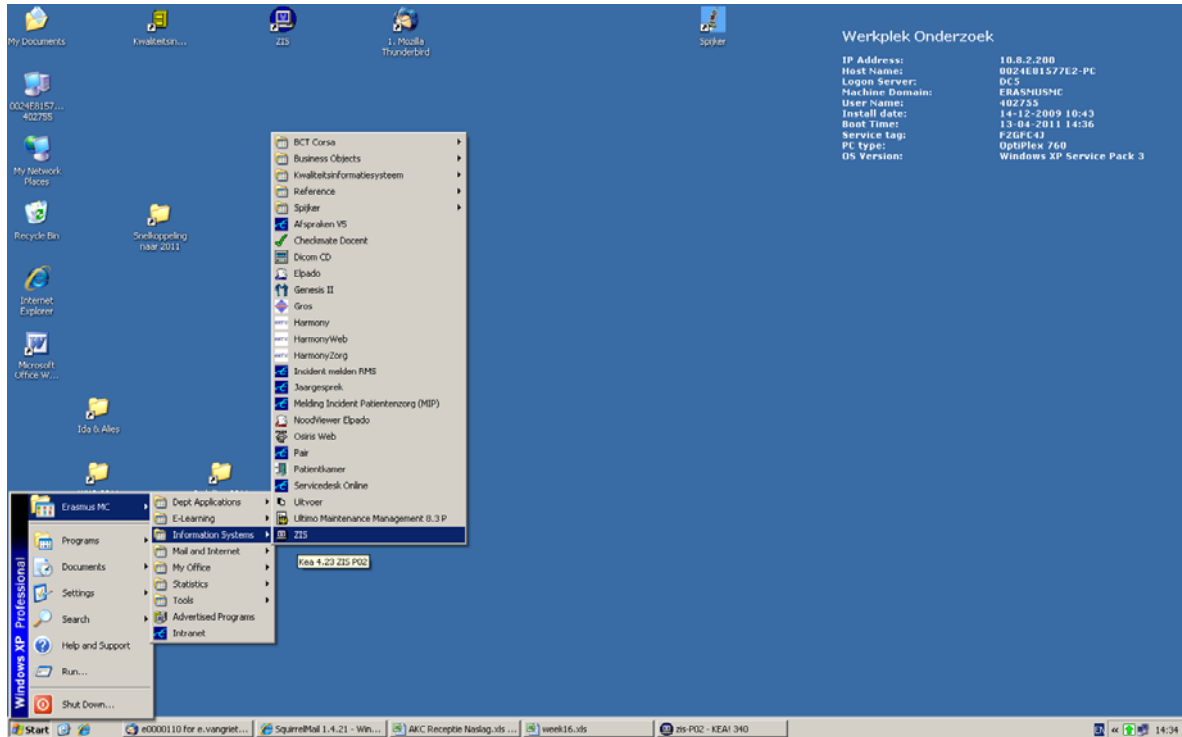 My Documents
Kwaliteitsin...
ZIS
1. Mozilla
Thunderbird
Spijker
Werkplek Onderzoek
IP Address: 10.8.2.200
Host Name: 0024E81577E2-PC
Logon Server: DC5
Machine Domain: ERASMUSMC
User Name: 402755
Install date: 14-12-2009 10:43
Boot Time: 13-04-2011 14:36
Service tag: F2GFC4J
PC type: OptiPlex 760
OS Version: Windows XP Service Pack 3
0024E8157...
402755
My Network
Places
Recycle Bin
Snelkoppeling
naar 2011
Internet
Explorer
Microsoft
Office W...
Ida & Alles
BCT Corsa
Business Objects
Kwaliteitsinformatiesysteem
Reference
Spijker
Afspraken V5
Checkmate Docent
Dicom CD
Elpado
Genesis II
Gros
Harmony
HarmonyWeb
HarmonyZorg
Incident melden RMS
Jaargesprek
Melding Incident Patientenzorg (MIP)
NoodViewer Elpado
Osiris Web
Pair
Patientkamer
Servicedesk Online
Uitvoer
Ultimo Maintenance Management 8.3 P
ZIS
Kea 4.23 ZIS P02
Dept Applications
E-Learning
Information Systems
Mail and Internet
My Office
Statistics
Tools
Advertised Programs
Intranet
Erasmus MC
Programs
Documents
Settings
Search
Help and Support
Run...
Shut Down...
Windows XP Professional
Start
e0000110 for e.vangriet...
SquirrelMail 1.4.21 - Win...
AKC Receptie Naslag.xls ...
week16.xls
zis-P02 - KEA! 340
14:34